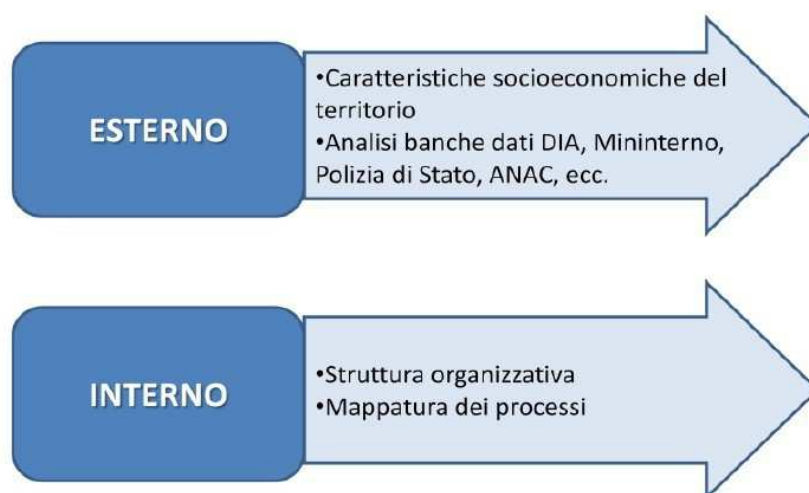 ESTERNO
•Caratteristiche socioeconomiche del
territorio
•Analisi banche dati DIA, Mininterno,
Polizia di Stato, ANAC, ecc.
INTERNO
•Struttura organizzativa
•Mappatura dei processi